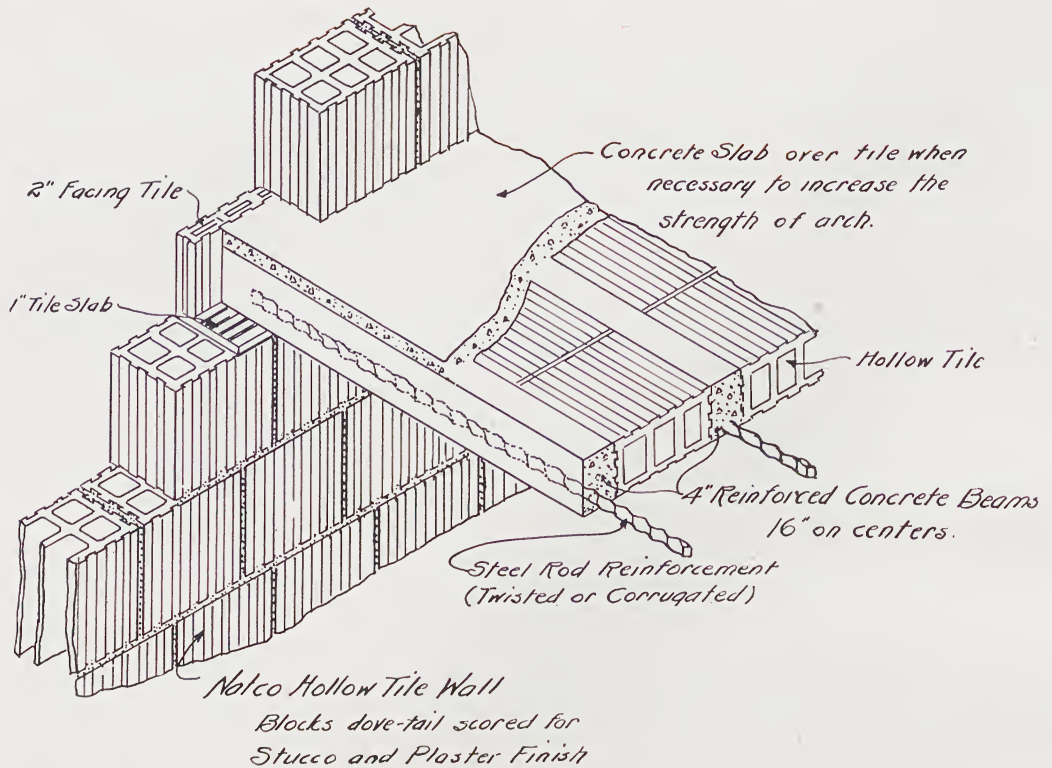 Concrete Slab over tile when
necessary to increase the
strength of arch.
2" Facing Tile
1" Tile Slab
Hollow Tile
4" Reinforced Concrete Beams
16" on centers.
Steel Rod Reinforcement
(Twisted or Corrugated)
Natco Hollow Tile Wall
Blocks dove-tail scored for
Stucco and Plaster Finish